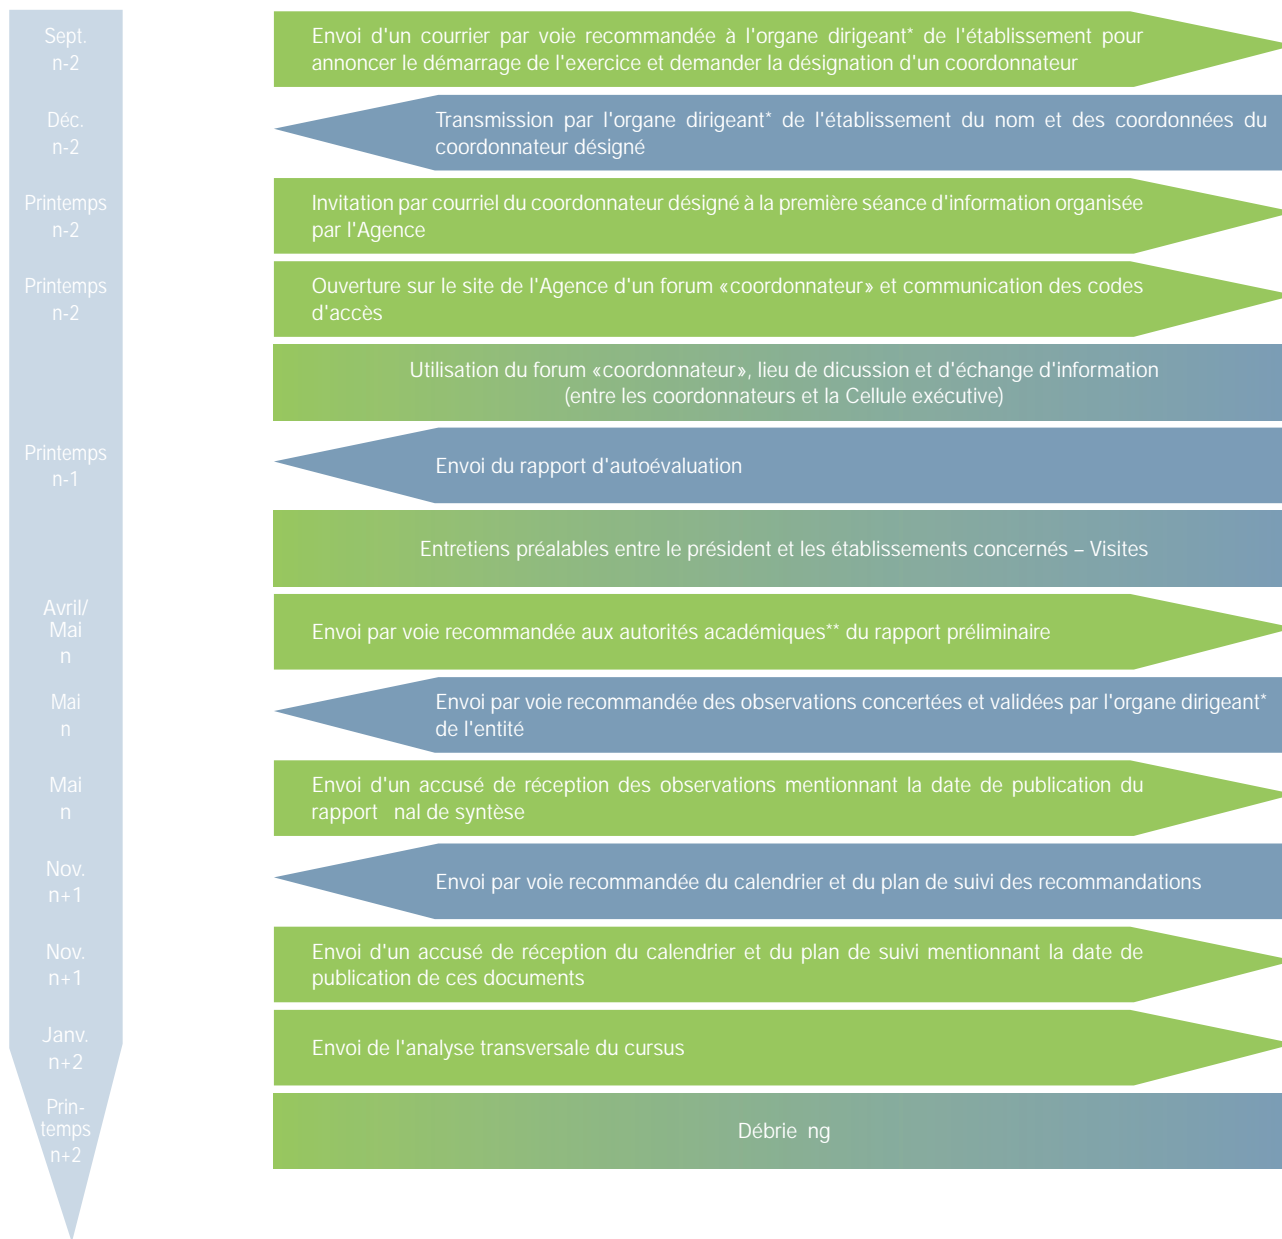 Sept.
n-2
Envoi d'un courrier par voie recommandée à l'organe dirigeant* de l'établissement pour
annoncer le démarrage de l'exercice et demander la désignation d'un coordonnateur
Déc.
n-2
Transmission par l'organe dirigeant* de l'établissement du nom et des coordonnées du
coordonnateur désigné
Printemps
n-2
Invitation par courriel du coordonnateur désigné à la première séance d'information organisée
par l'Agence
Printemps
n-2
Ouverture sur le site de l'Agence d'un forum «coordonnateur» et communication des codes
d'accès
Utilisation du forum «coordonnateur», lieu de dicussion et d'échange d'information
(entre les coordonnateurs et la Cellule exécutive)
Printemps
n-1
Envoi du rapport d'autoévaluation
Entretiens préalables entre le président et les établissements concernés – Visites
Avril/
Mai
n
Envoi par voie recommandée aux autorités académiques** du rapport préliminaire
Mai
n
Envoi par voie recommandée des observations concertées et validées par l'organe dirigeant*
de l'entité
Mai
n
Envoi d'un accusé de réception des observations mentionnant la date de publication du
rapport nal de syntèse
Nov.
n+1
Envoi par voie recommandée du calendrier et du plan de suivi des recommandations
Nov.
n+1
Envoi d'un accusé de réception du calendrier et du plan de suivi mentionnant la date de
publication de ces documents
Janv.
n+2
Envoi de l'analyse transversale du cursus
Prin-
temps
n+2
Débrie ng